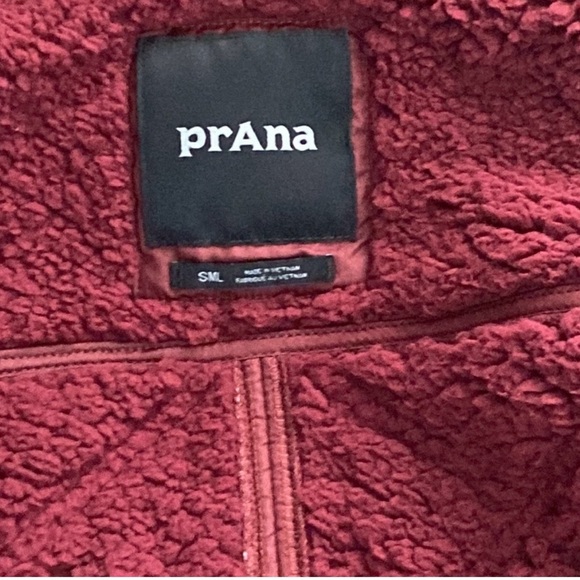 prAna
SML
MADE IN VIETNAM
FABRIQUÉ AU VIETNAM